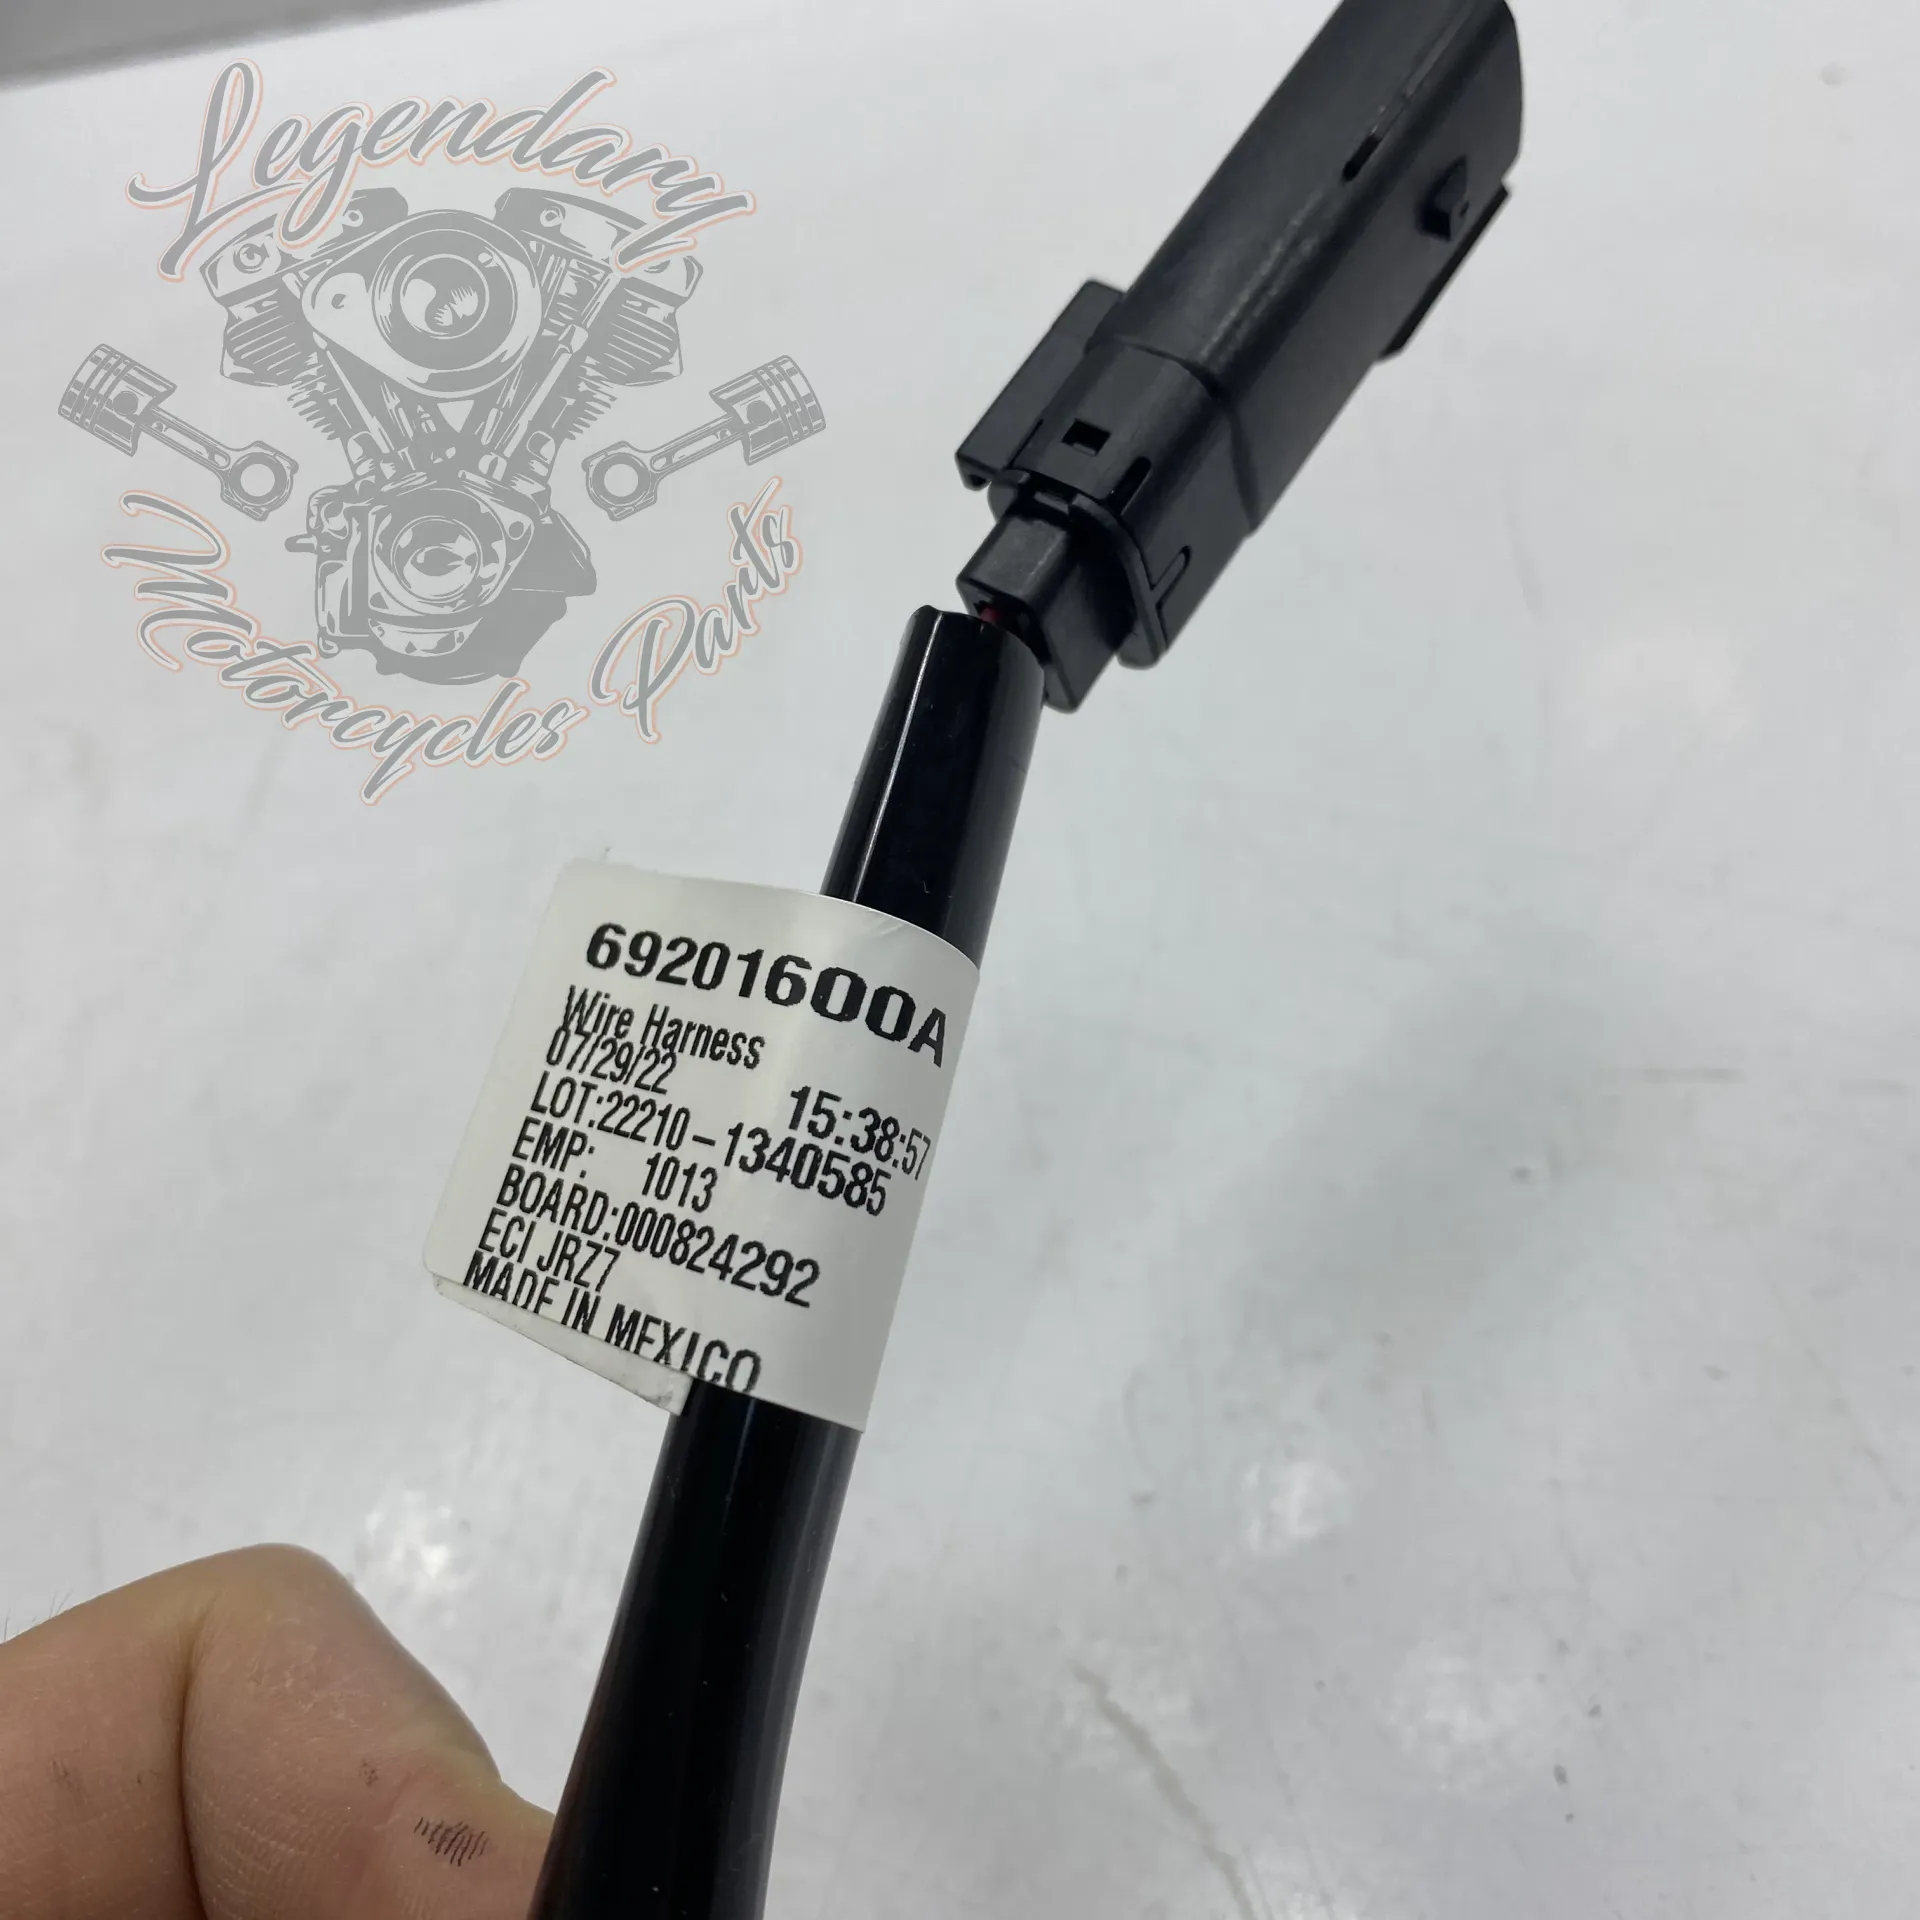 Legendary
Motorcycles Parts
69201600A
Wire Harness
07/29/22 15:38:57
LOT:22210-1340585
EMP: 1013
BOARD:000824292
ECI JRZ7
MADE IN MEXICO